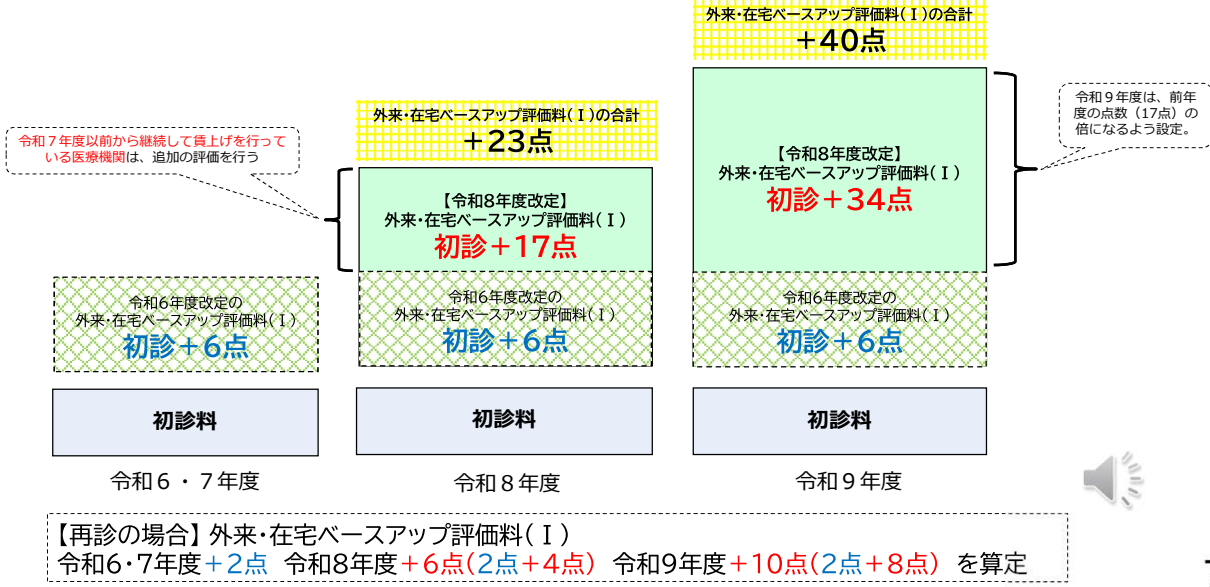 外来・在宅ベースアップ評価料(Ⅰ)の合計
+40点
外来・在宅ベースアップ評価料(Ⅰ)の合計
+23点
令和7年度以前から継続して賃上げを行って
いる医療機関は、追加の評価を行う
令和9年度は、前年
度の点数(17点)の
倍になるよう設定。
【令和8年度改定】
外来・在宅ベースアップ評価料(Ⅰ)
初診+17点
【令和8年度改定】
外来・在宅ベースアップ評価料(Ⅰ)
初診+34点
令和6年度改定の
外来・在宅ベースアップ評価料(Ⅰ)
初診+6点
令和6年度改定の
外来・在宅ベースアップ評価料(Ⅰ)
初診+6点
令和6年度改定の
外来・在宅ベースアップ評価料(Ⅰ)
初診+6点
初診料
初診料
初診料
令和6・7年度
令和8年度
令和9年度
【再診の場合】外来・在宅ベースアップ評価料(Ⅰ)
令和6・7年度+2点 令和8年度+6点(2点+4点) 令和9年度+10点(2点+8点) を算定